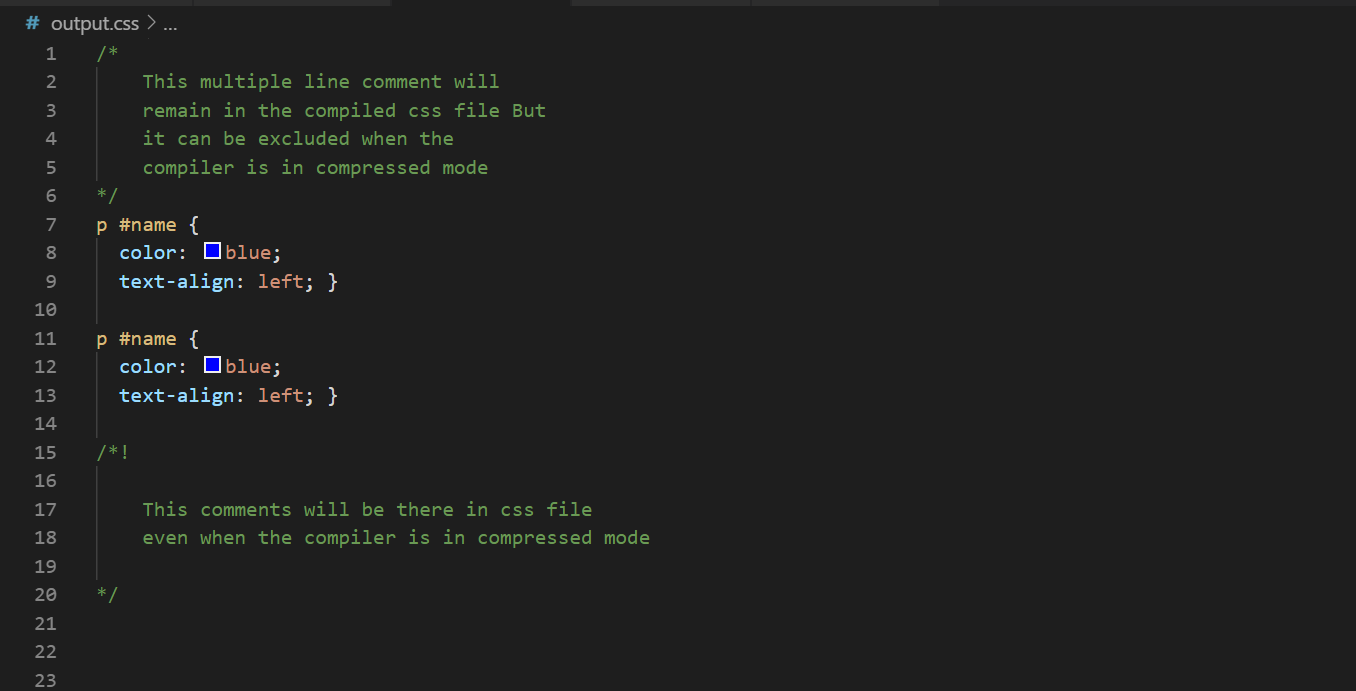 # output.css > ...
1 /*
2 This multiple line comment will
3 remain in the compiled css file But
4 it can be excluded when the
5 compiler is in compressed mode
6 */
7 p #name {
8 color: blue;
9 text-align: left; }
10
11 p #name {
12 color: blue;
13 text-align: left; }
14
15 /*!
16
17 This comments will be there in css file
18 even when the compiler is in compressed mode
19
20 */
21
22
23